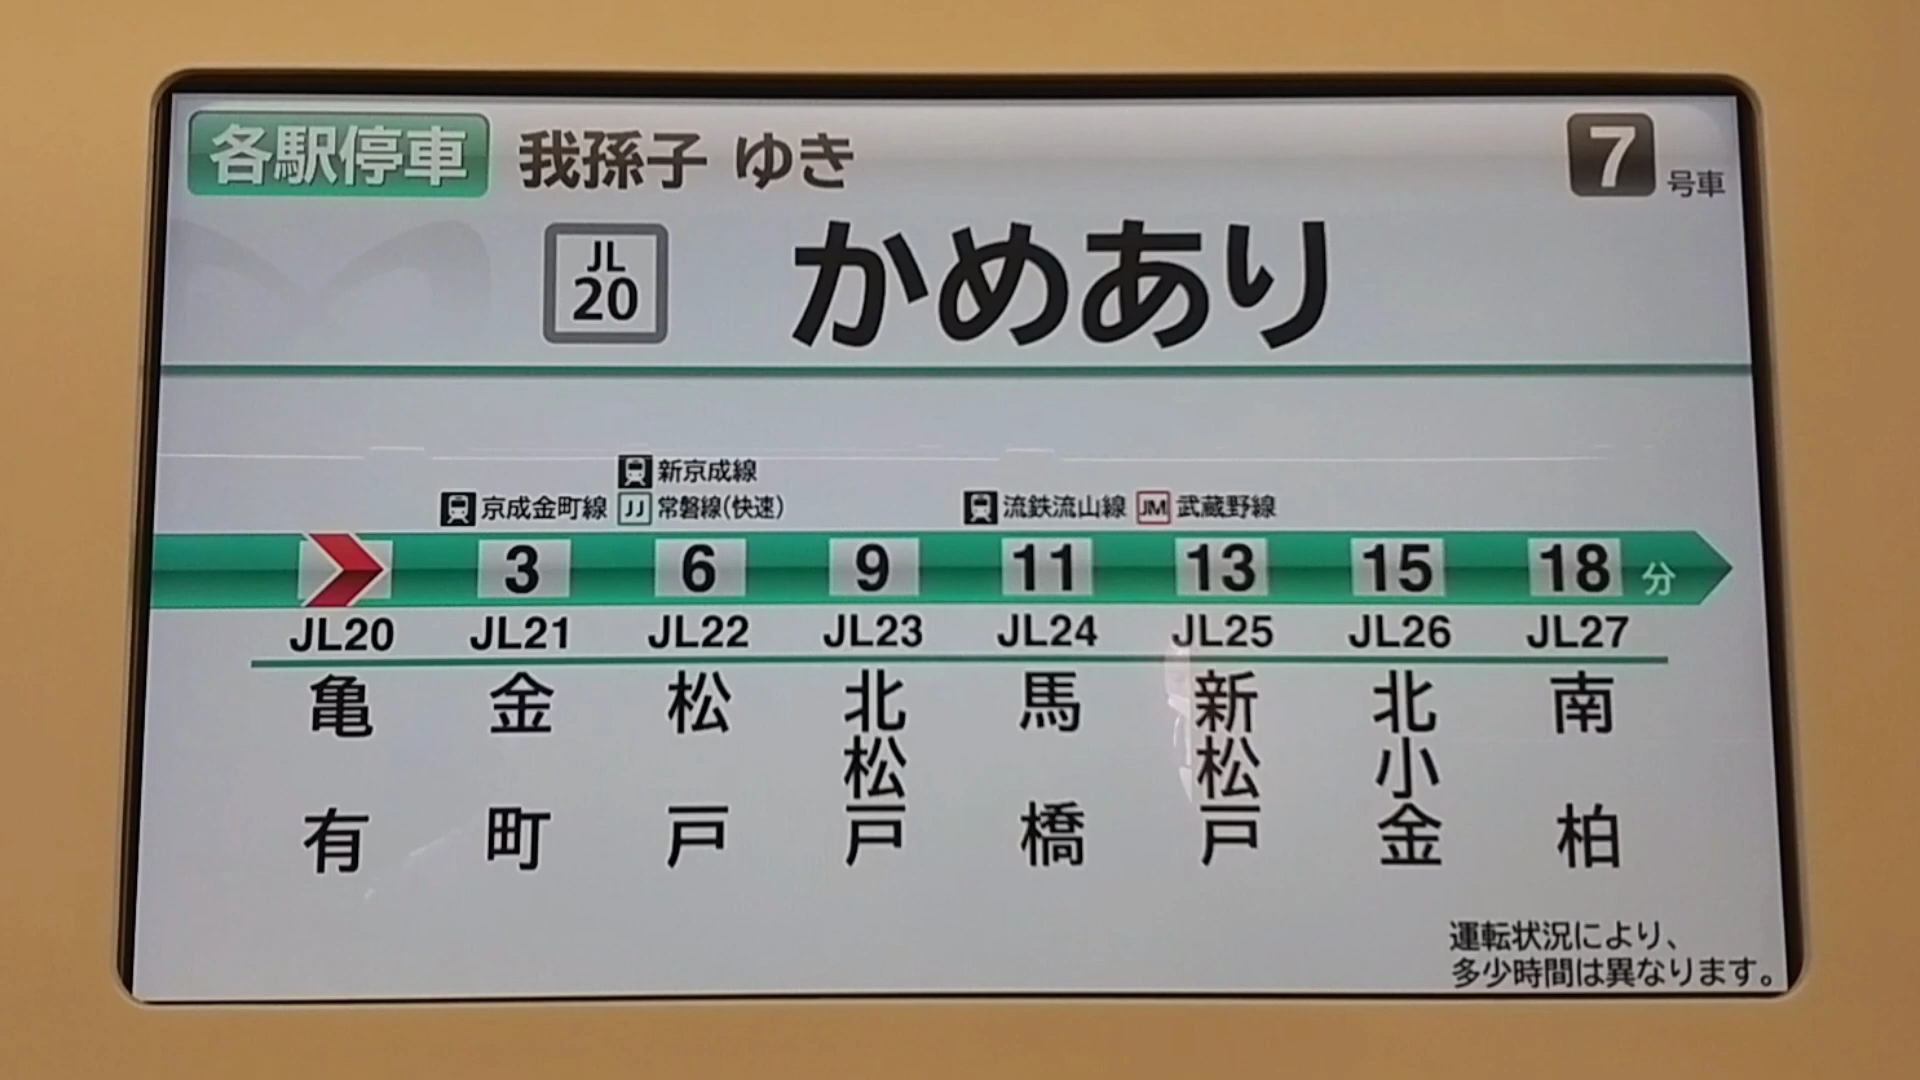 各駅停車 我孫子 ゆき 7 号車
JL 20 かめあり
新京成線
京成金町線 JJ 常磐線(快速) 流鉄流山線 JM 武蔵野線
3 6 9 11 13 15 18 分
JL20 JL21 JL22 JL23 JL24 JL25 JL26 JL27
亀有 金町 松戸 北松戸 馬橋 新松戸 北小金 南柏
運転状況により、
多少時間は異なります。